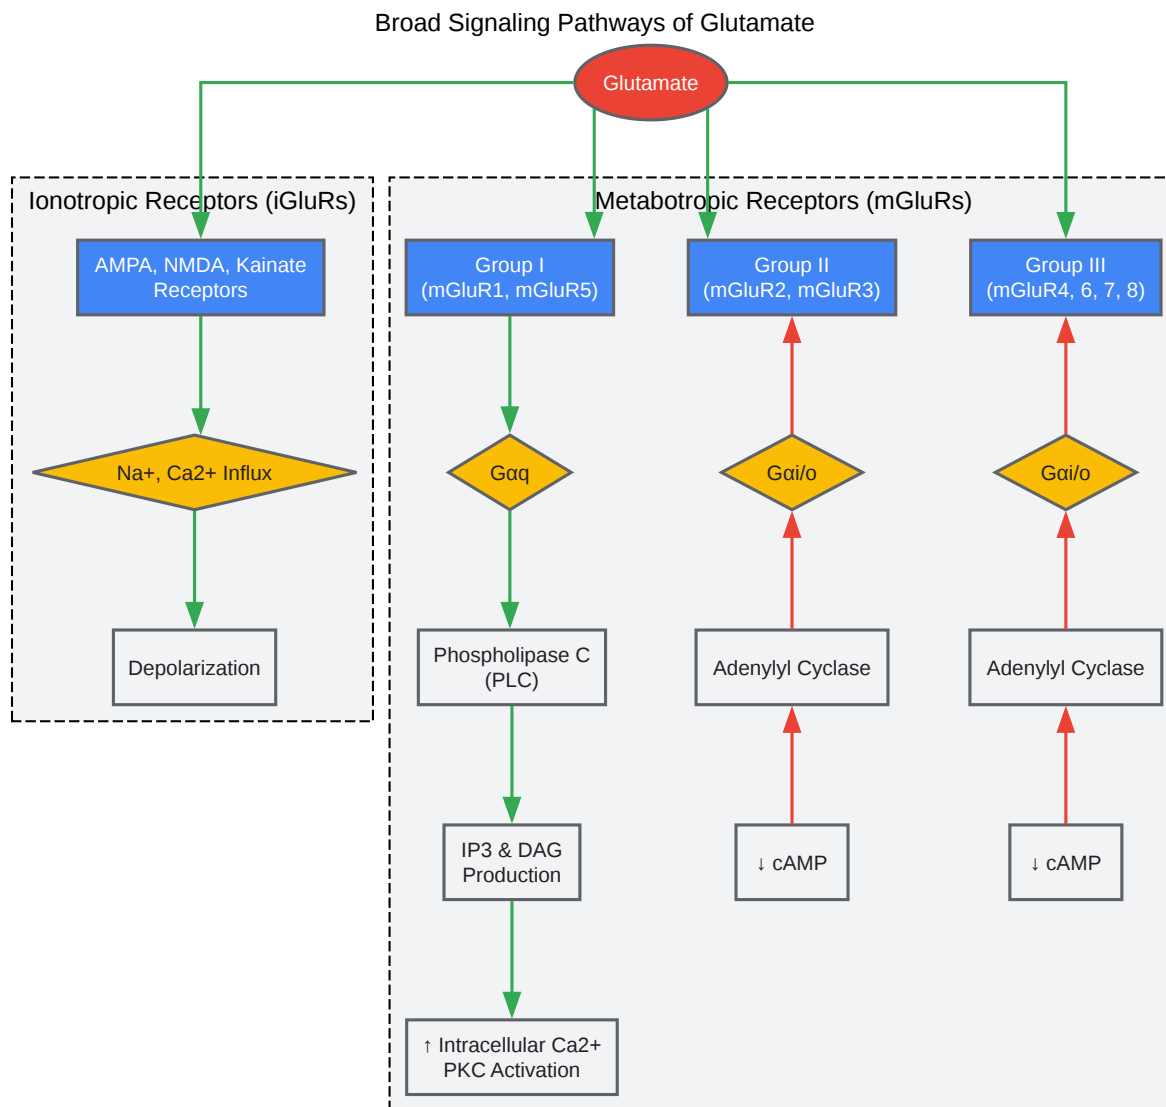 Broad Signaling Pathways of Glutamate
Glutamate
Ionotropic Receptors (iGluRs)
AMPA, NMDA, Kainate
Receptors
Na+, Ca2+ Influx
Depolarization
Metabotropic Receptors (mGluRs)
Group I
(mGluR1, mGluR5)
Gαq
Phospholipase C
(PLC)
IP3 & DAG
Production
↑ Intracellular Ca2+
PKC Activation
Group II
(mGluR2, mGluR3)
Gαi/o
Adenylyl Cyclase
↓ cAMP
Group III
(mGluR4, 6, 7, 8)
Gαi/o
Adenylyl Cyclase
↓ cAMP